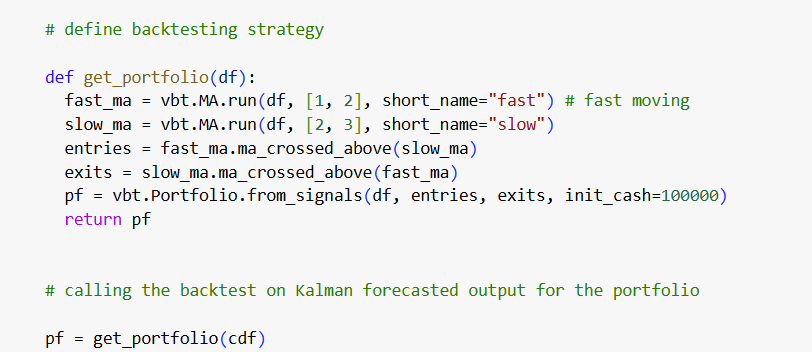 # define backtesting strategy
def get_portfolio(df):
fast_ma = vbt.MA.run(df, [1, 2], short_name="fast") # fast moving
slow_ma = vbt.MA.run(df, [2, 3], short_name="slow")
entries = fast_ma.ma_crossed_above(slow_ma)
exits = slow_ma.ma_crossed_above(fast_ma)
pf = vbt.Portfolio.from_signals(df, entries, exits, init_cash=100000)
return pf
# calling the backtest on Kalman forecasted output for the portfolio
pf = get_portfolio(cdf)